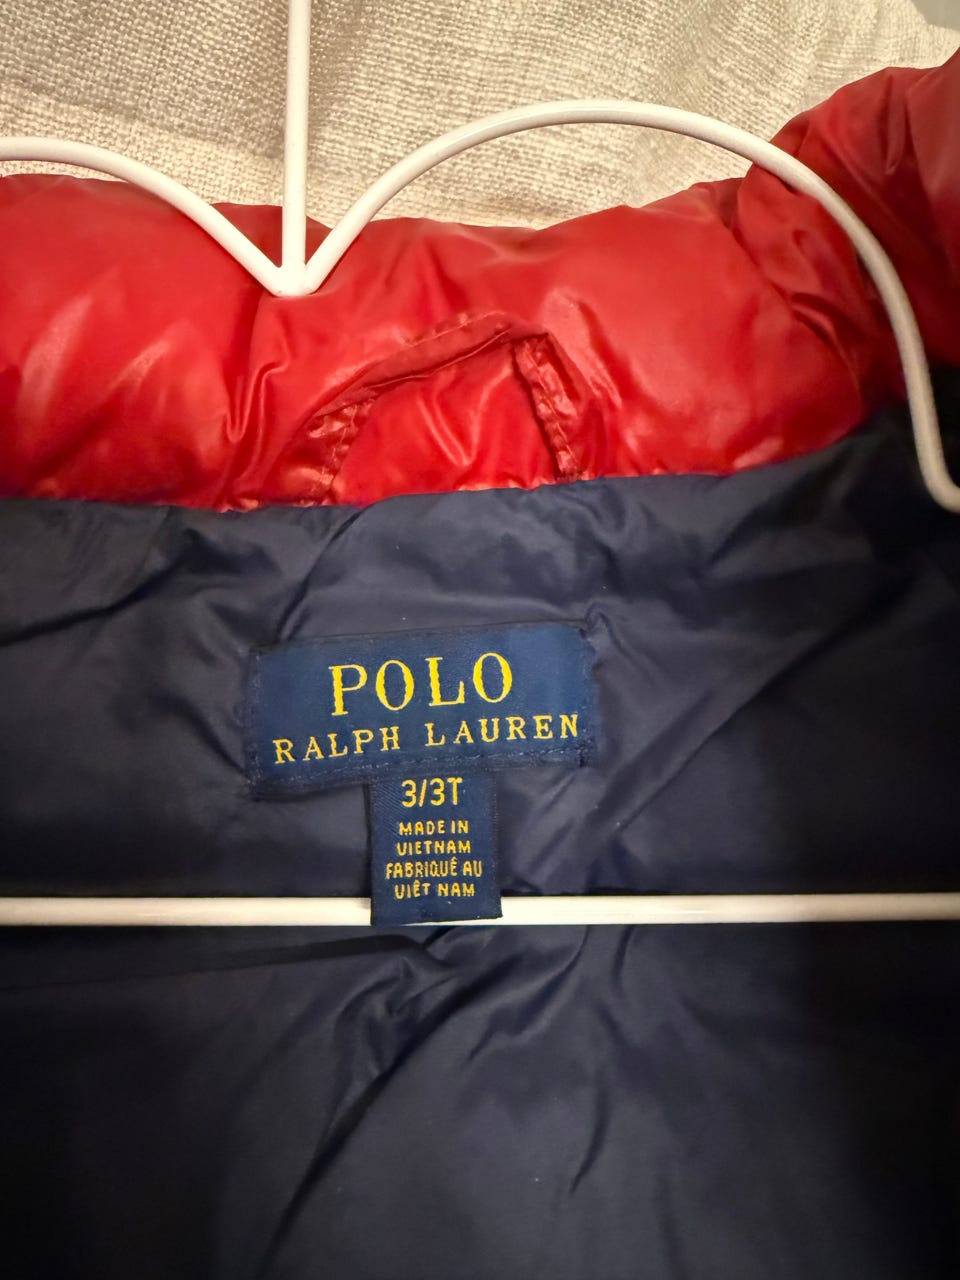 POLO
RALPH LAUREN
3/3T
MADE IN
VIETNAM
FABRIQUÉ AU
VIÊT NAM